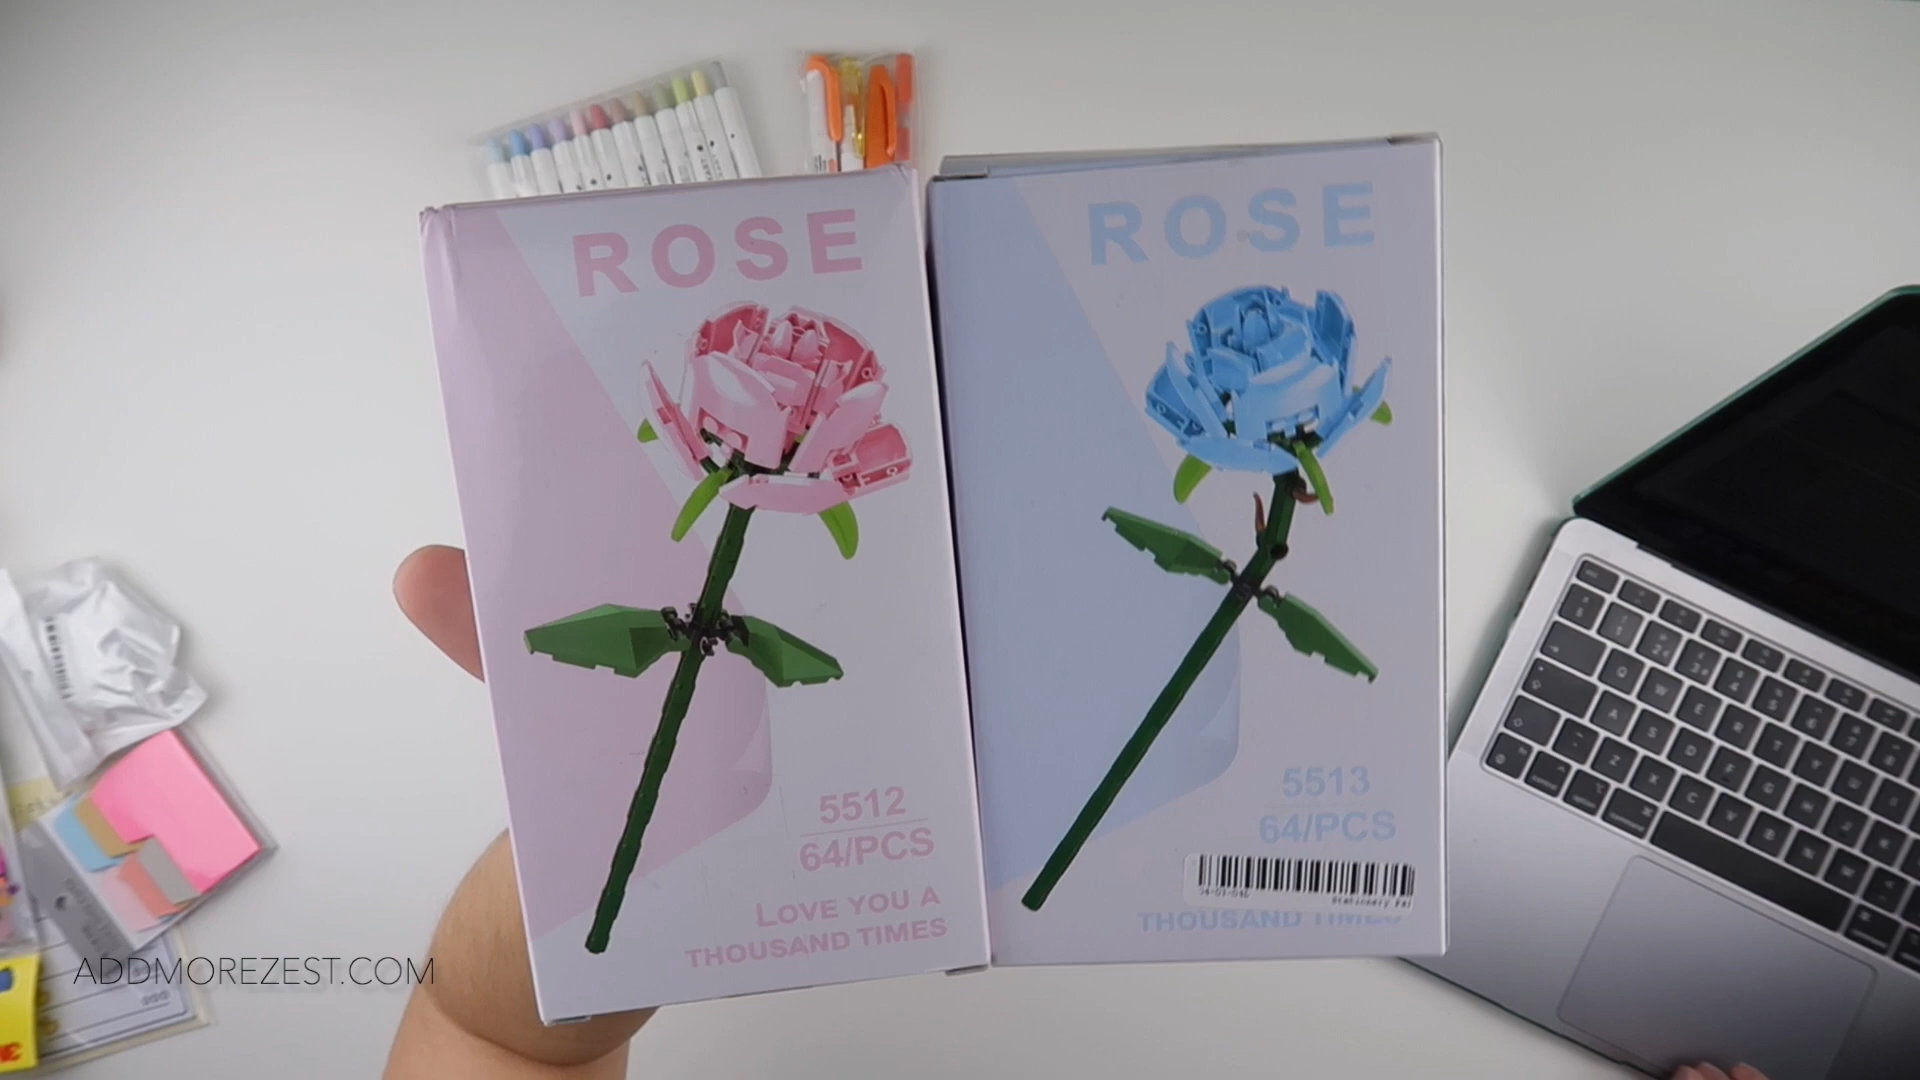 ROSE
5512
64/PCS
LOVE YOU A
THOUSAND TIMES
ROSE
5513
64/PCS
THOUSAND TIMES
ADDMOREZEST.COM